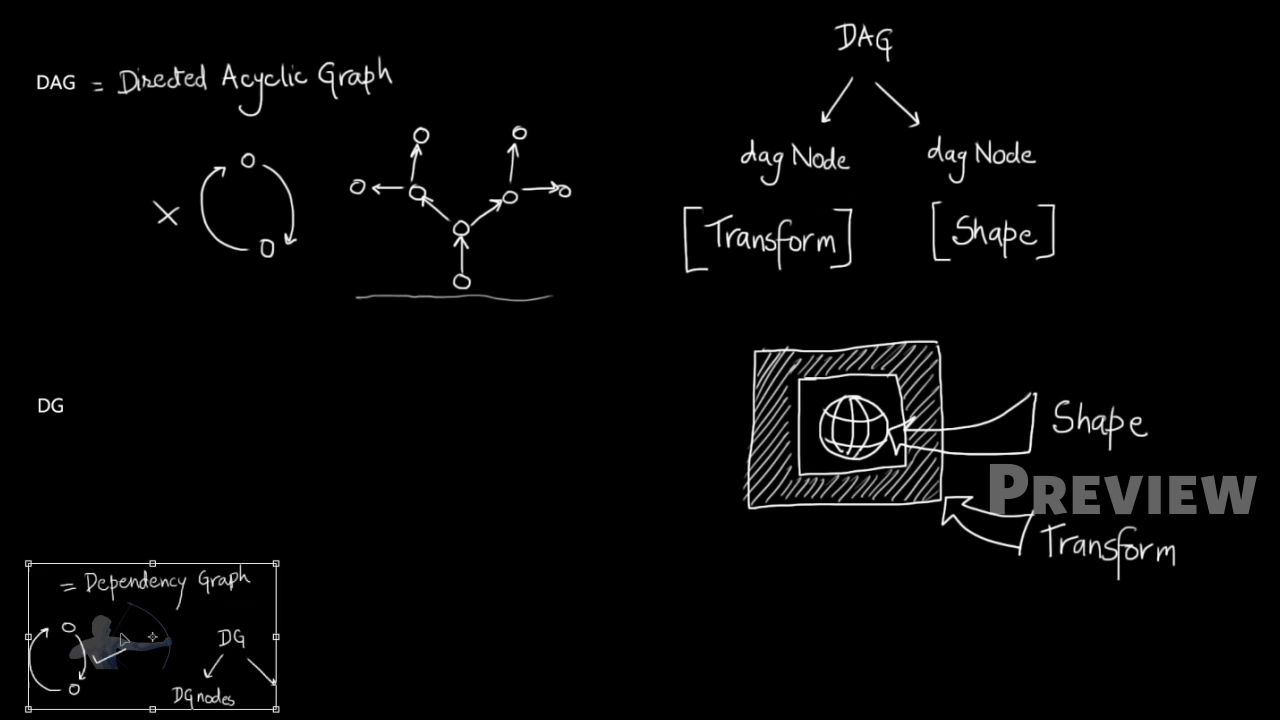 DAG = Directed Acyclic Graph
DAG
dag Node dag Node
[Transform] [Shape]
DG
Shape
PREVIEW
Transform
= Dependency Graph
DG
DG nodes